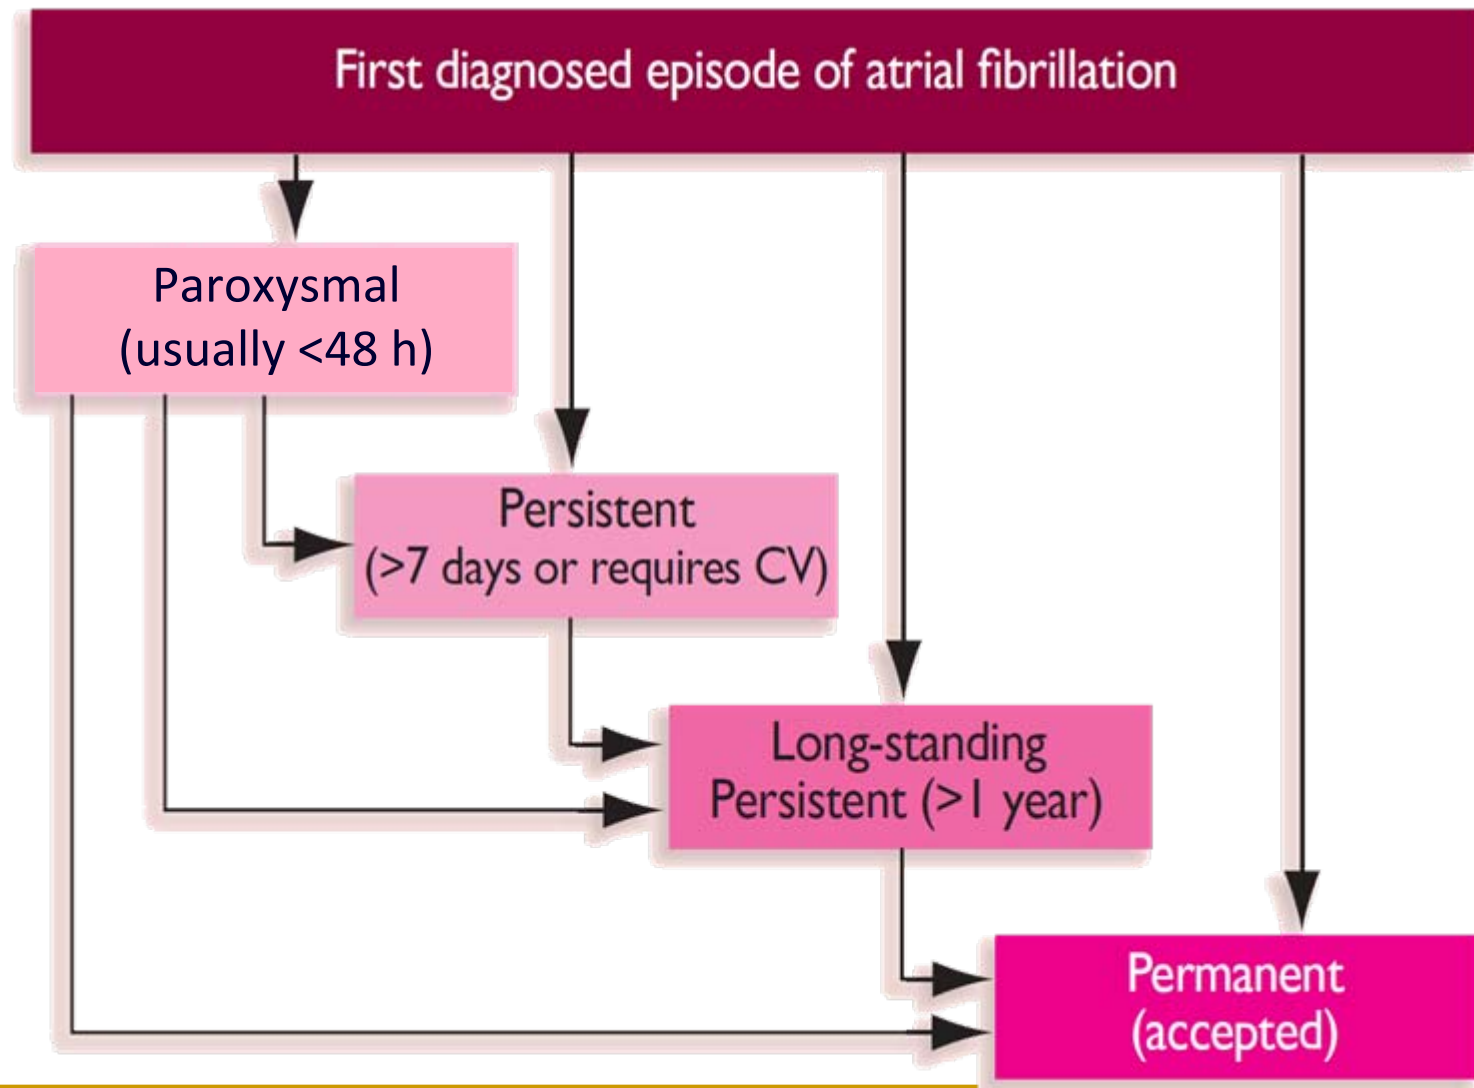 First diagnosed episode of atrial fibrillation
Paroxysmal
(usually <48 h)
Persistent
(>7 days or requires CV)
Long-standing
Persistent (>1 year)
Permanent
(accepted)